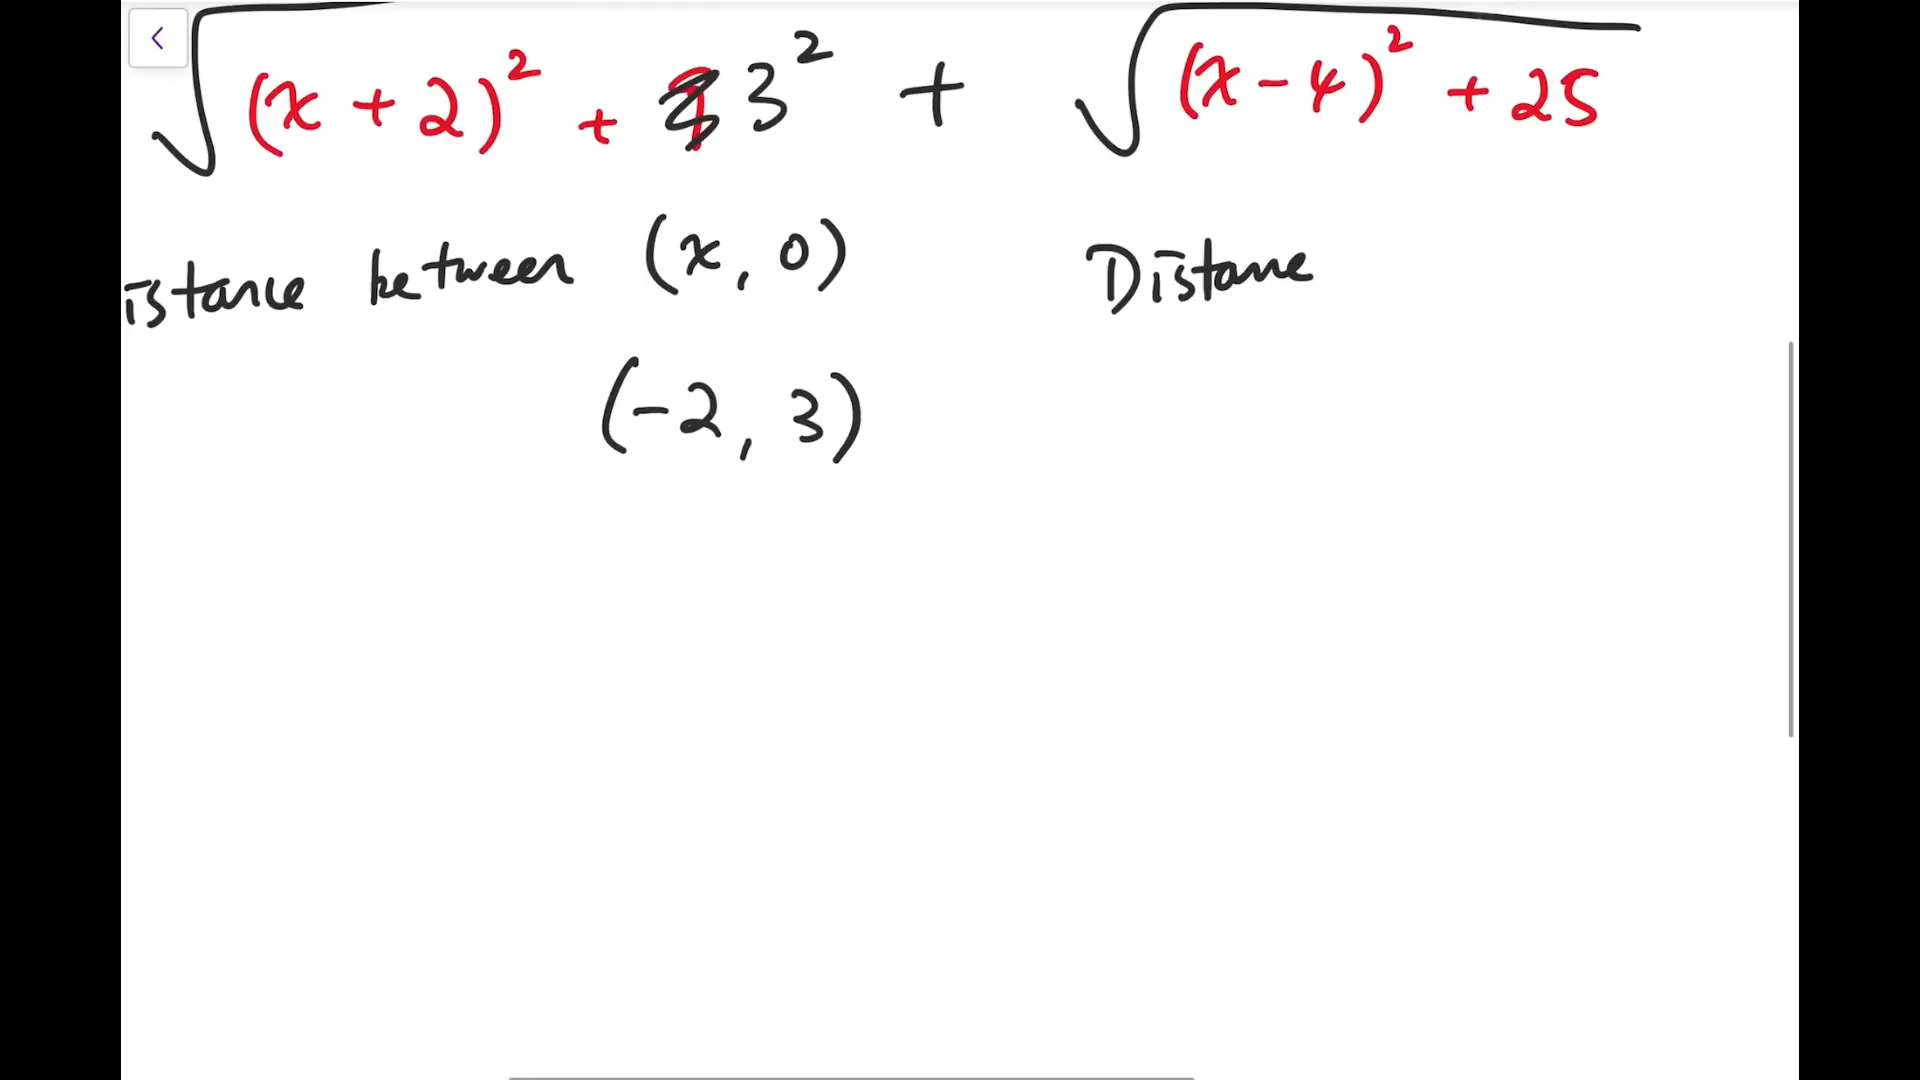 √(x + 2)² + 3² + √(x - 4)² + 25
istance between (x, 0) Distane
(-2, 3)